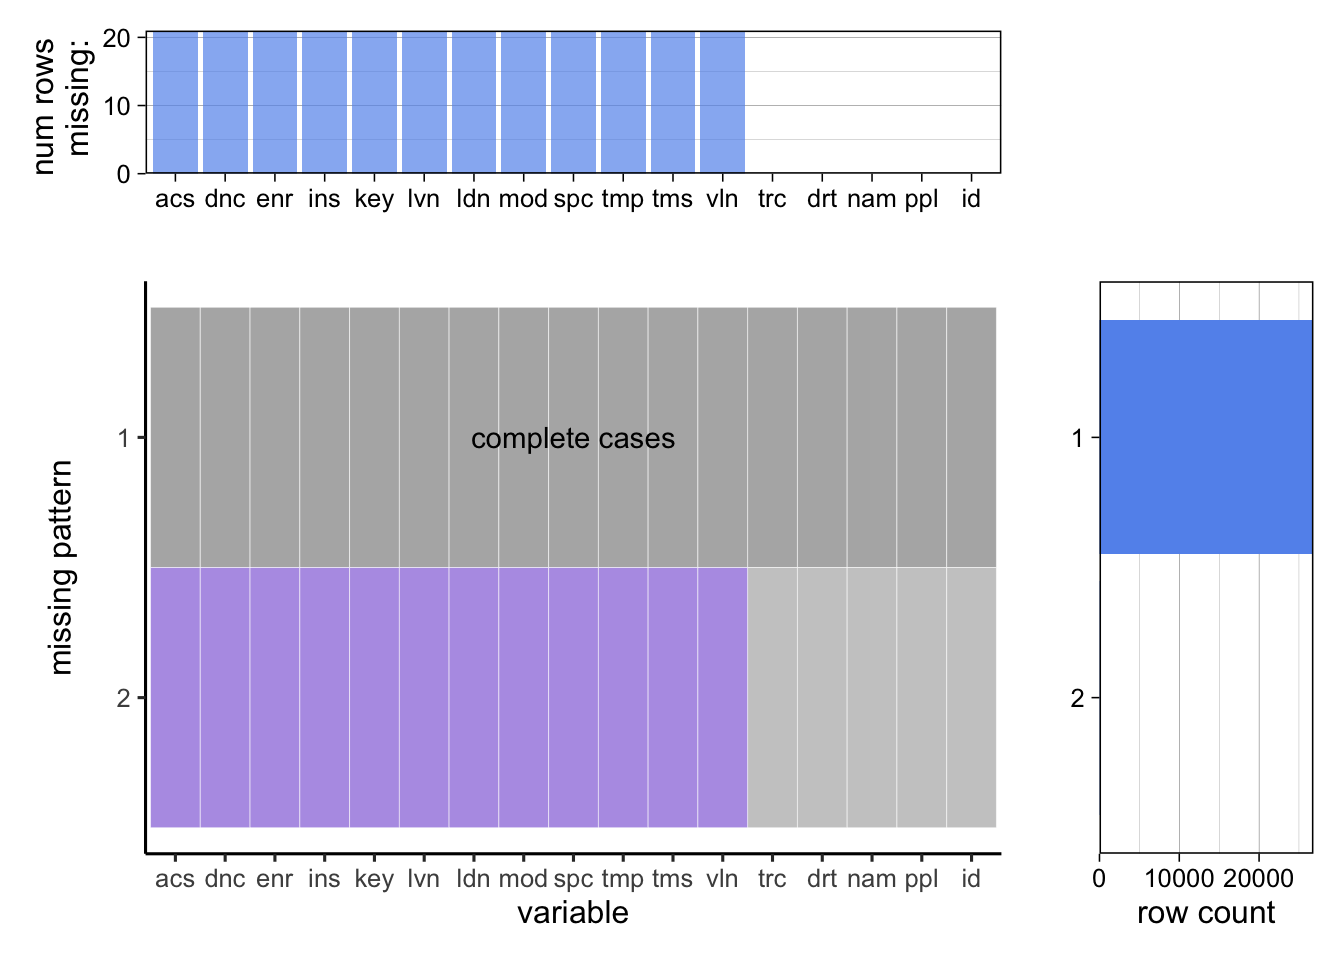 num rows
missing:
20
10
0
acs dnc enr ins key lvn ldn mod spc tmp tms vln trc drt nam ppl id
missing pattern
1
complete cases
2
acs dnc enr ins key lvn ldn mod spc tmp tms vln trc drt nam ppl id
variable
1
2
0 10000 20000
row count